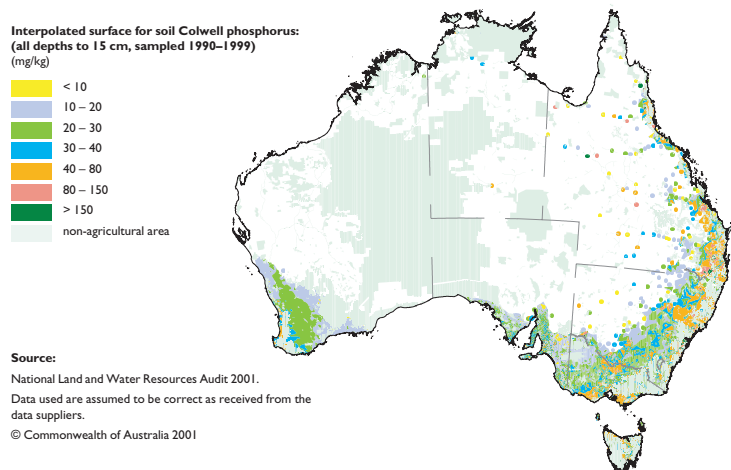 Interpolated surface for soil Colwell phosphorus:
(all depths to 15 cm, sampled 1990–1999)
(mg/kg)
< 10
10 – 20
20 – 30
30 – 40
40 – 80
80 – 150
> 150
non-agricultural area
Source:
National Land and Water Resources Audit 2001.
Data used are assumed to be correct as received from the
data suppliers.
© Commonwealth of Australia 2001